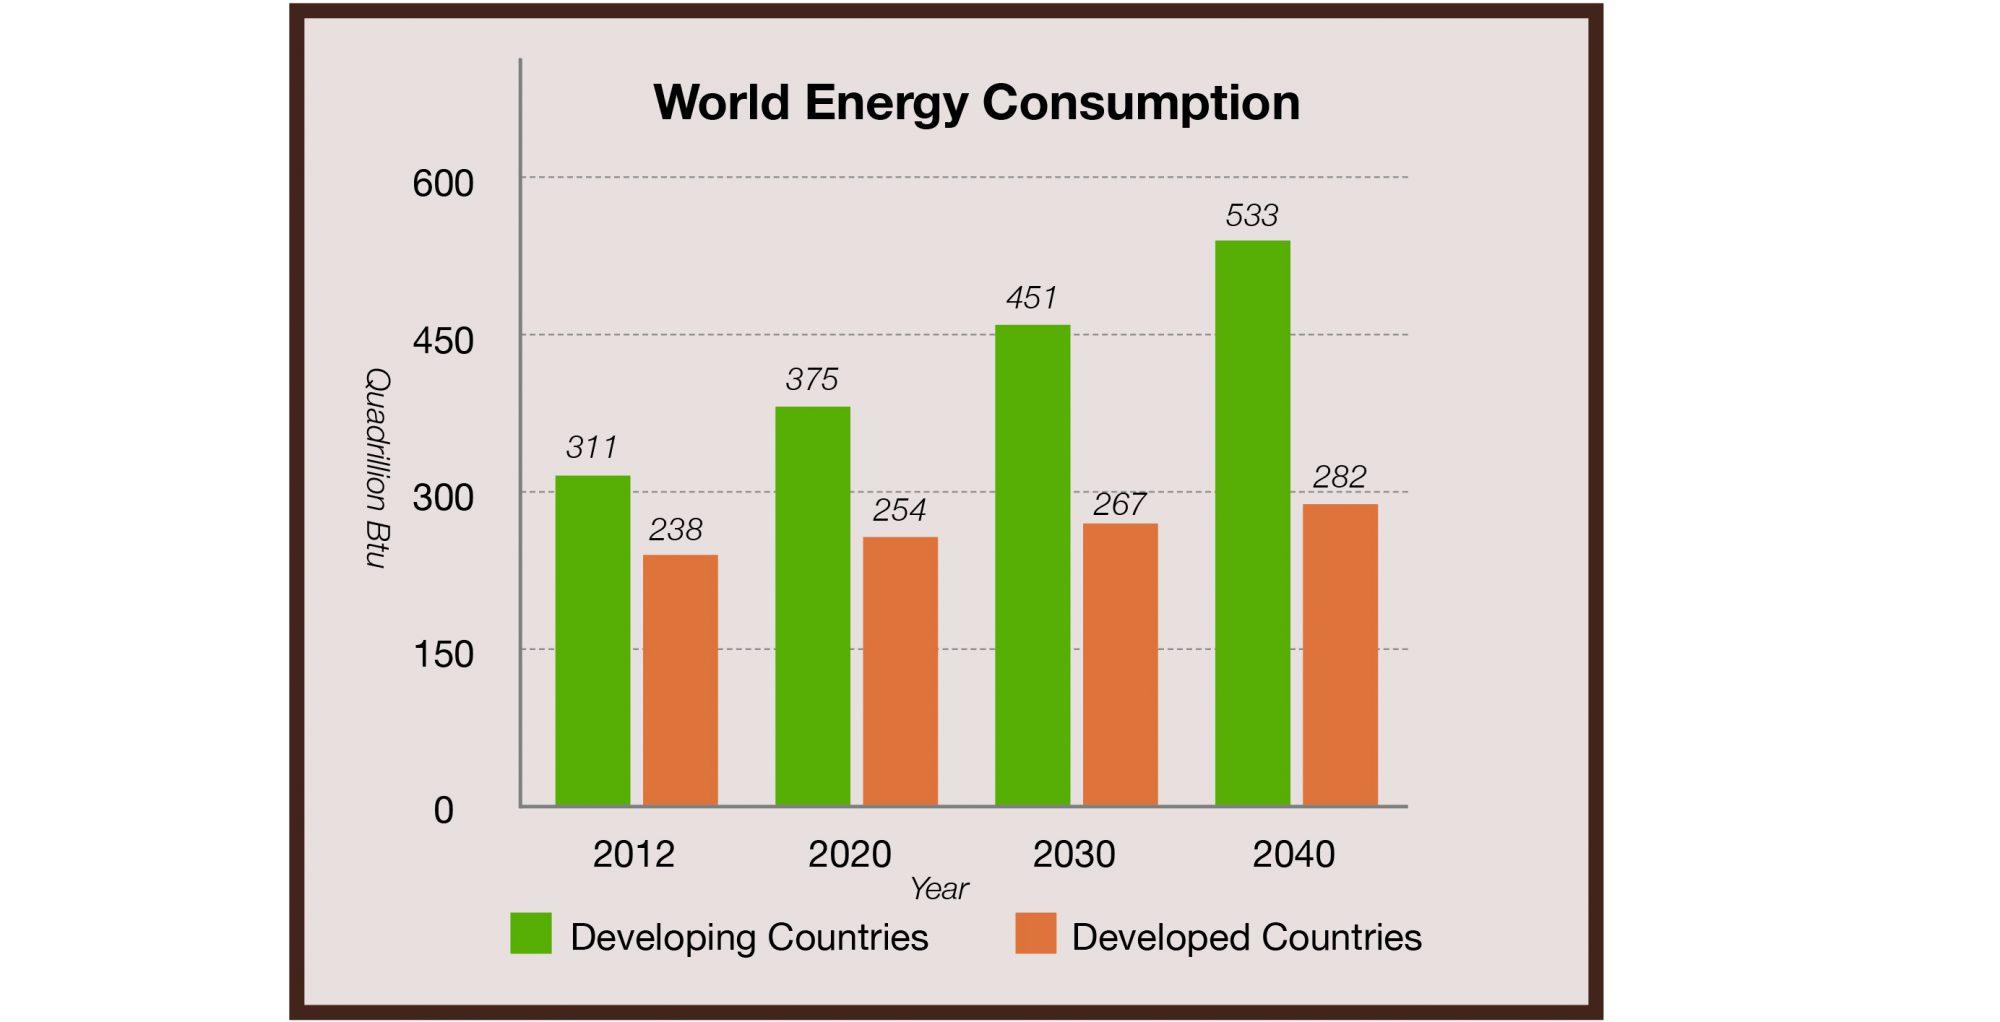 World Energy Consumption
600
533
451
450
375
311
300
282
267
254
238
150
0
Quadrillion Btu
2012 2020 2030 2040
Year
Developing Countries Developed Countries